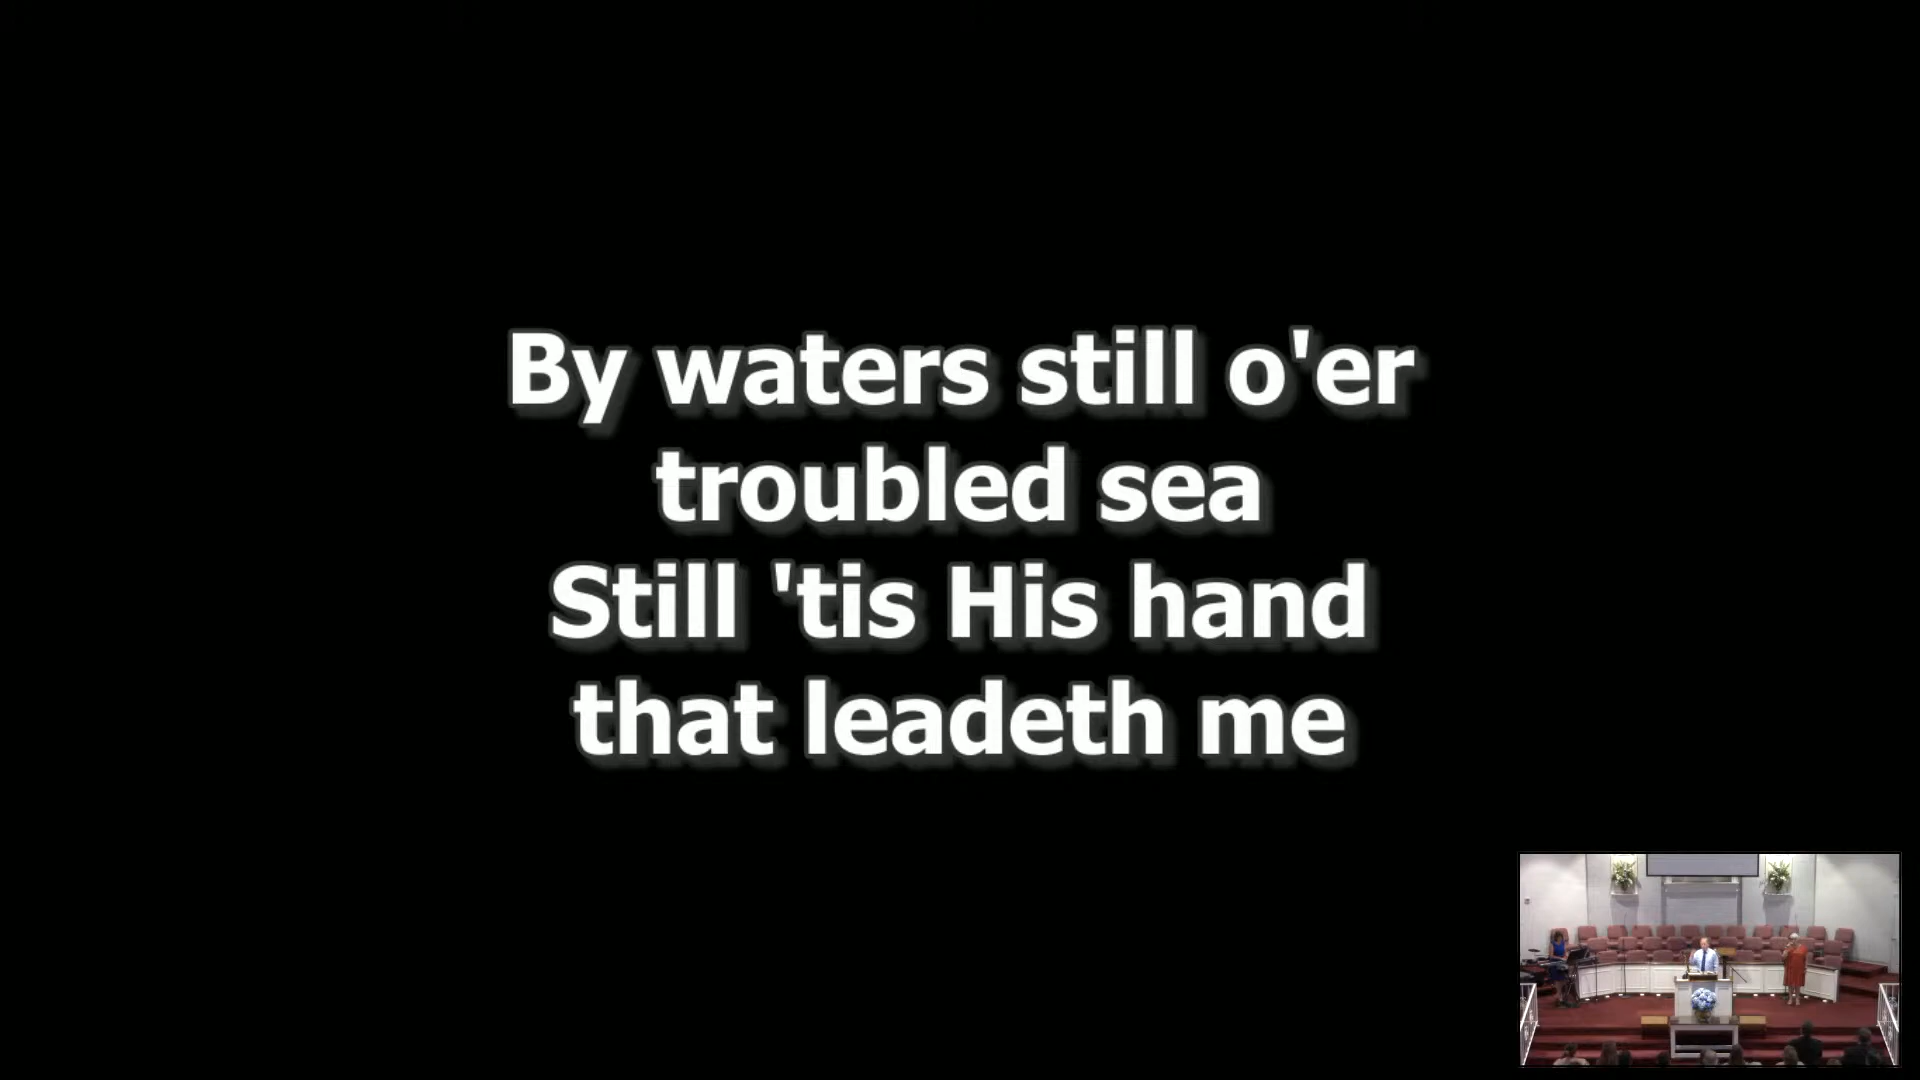 By waters still o'er
troubled sea
Still 'tis His hand
that leadeth me